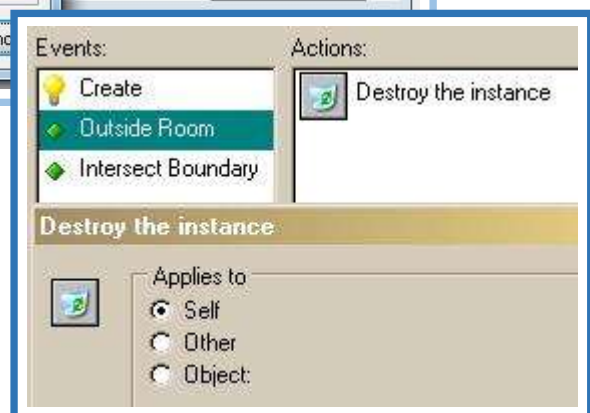 Events: Actions:
Create Destroy the instance
Outside Room
Intersect Boundary
Destroy the instance
Applies to
Self
Other
Object: